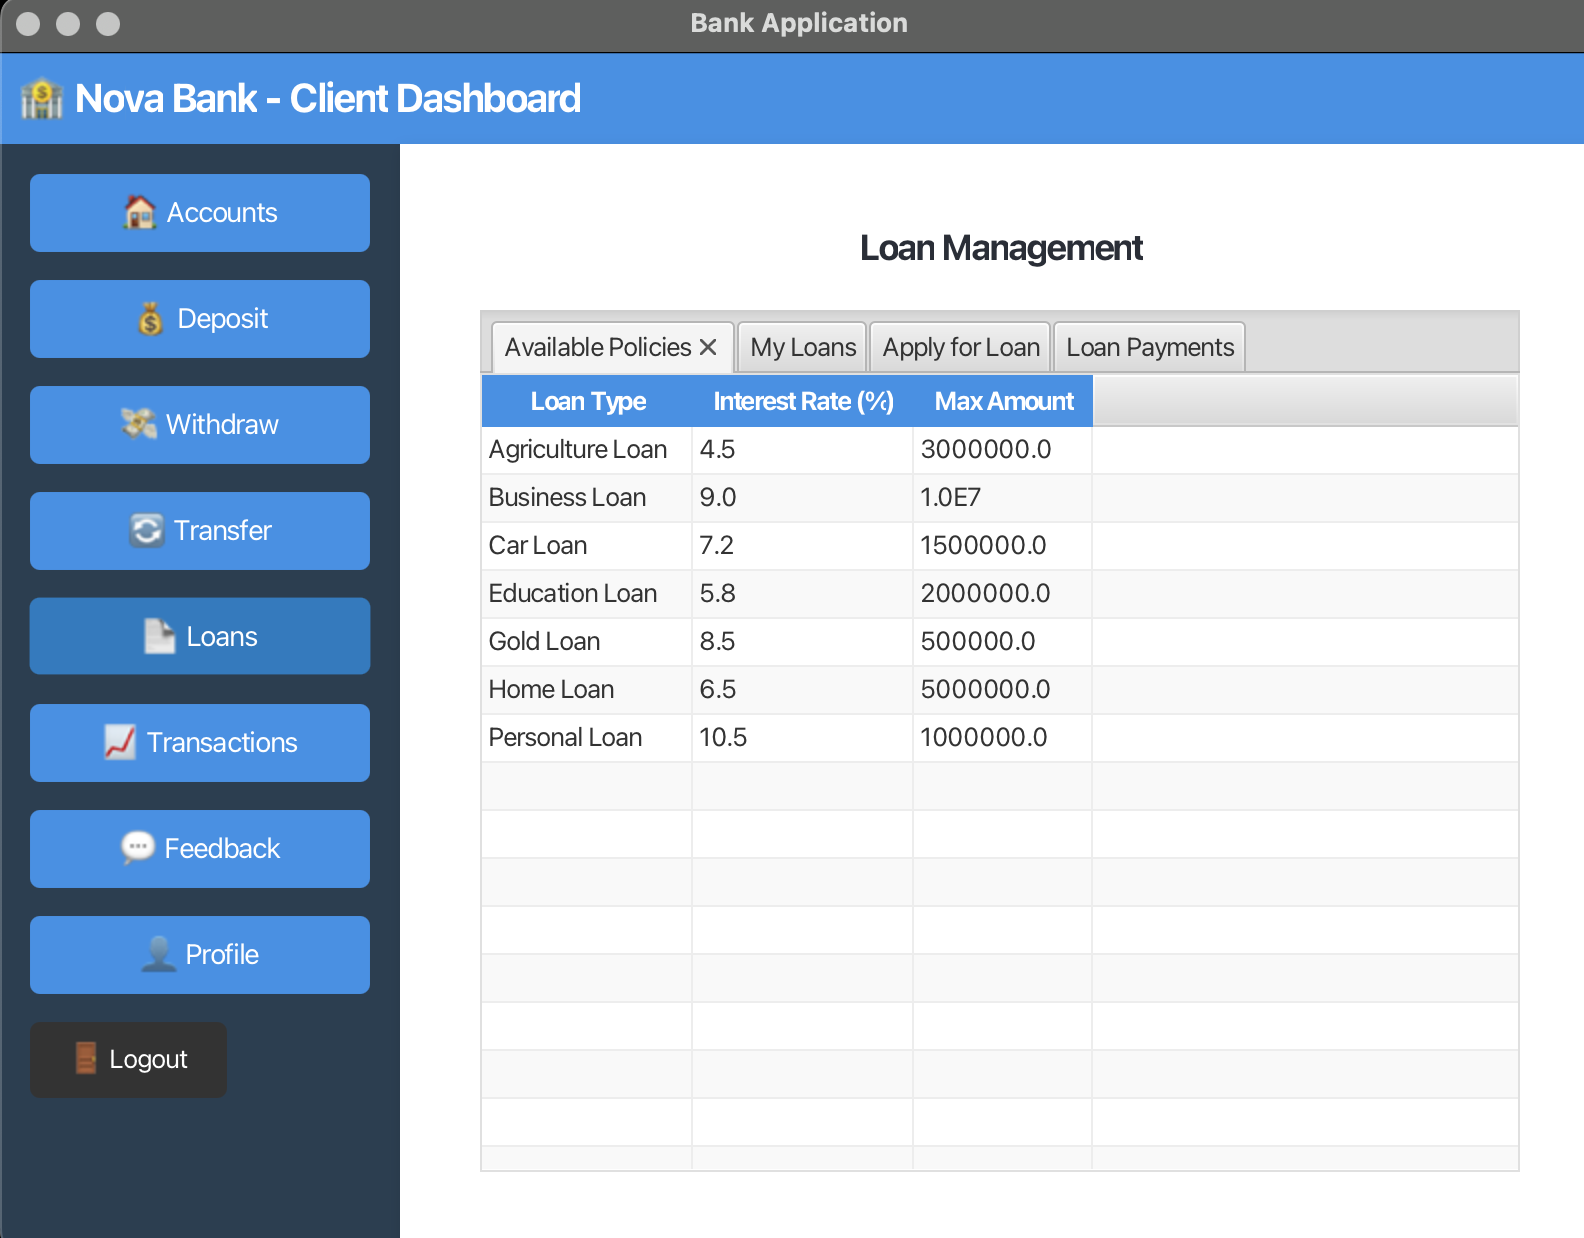 Bank Application
Nova Bank - Client Dashboard
Accounts
Deposit
Withdraw
Transfer
Loans
Transactions
Feedback
Profile
Logout
Loan Management
Available Policies My Loans Apply for Loan Loan Payments
Loan Type Interest Rate (%) Max Amount
Agriculture Loan 4.5 3000000.0
Business Loan 9.0 1.0E7
Car Loan 7.2 1500000.0
Education Loan 5.8 2000000.0
Gold Loan 8.5 500000.0
Home Loan 6.5 5000000.0
Personal Loan 10.5 1000000.0